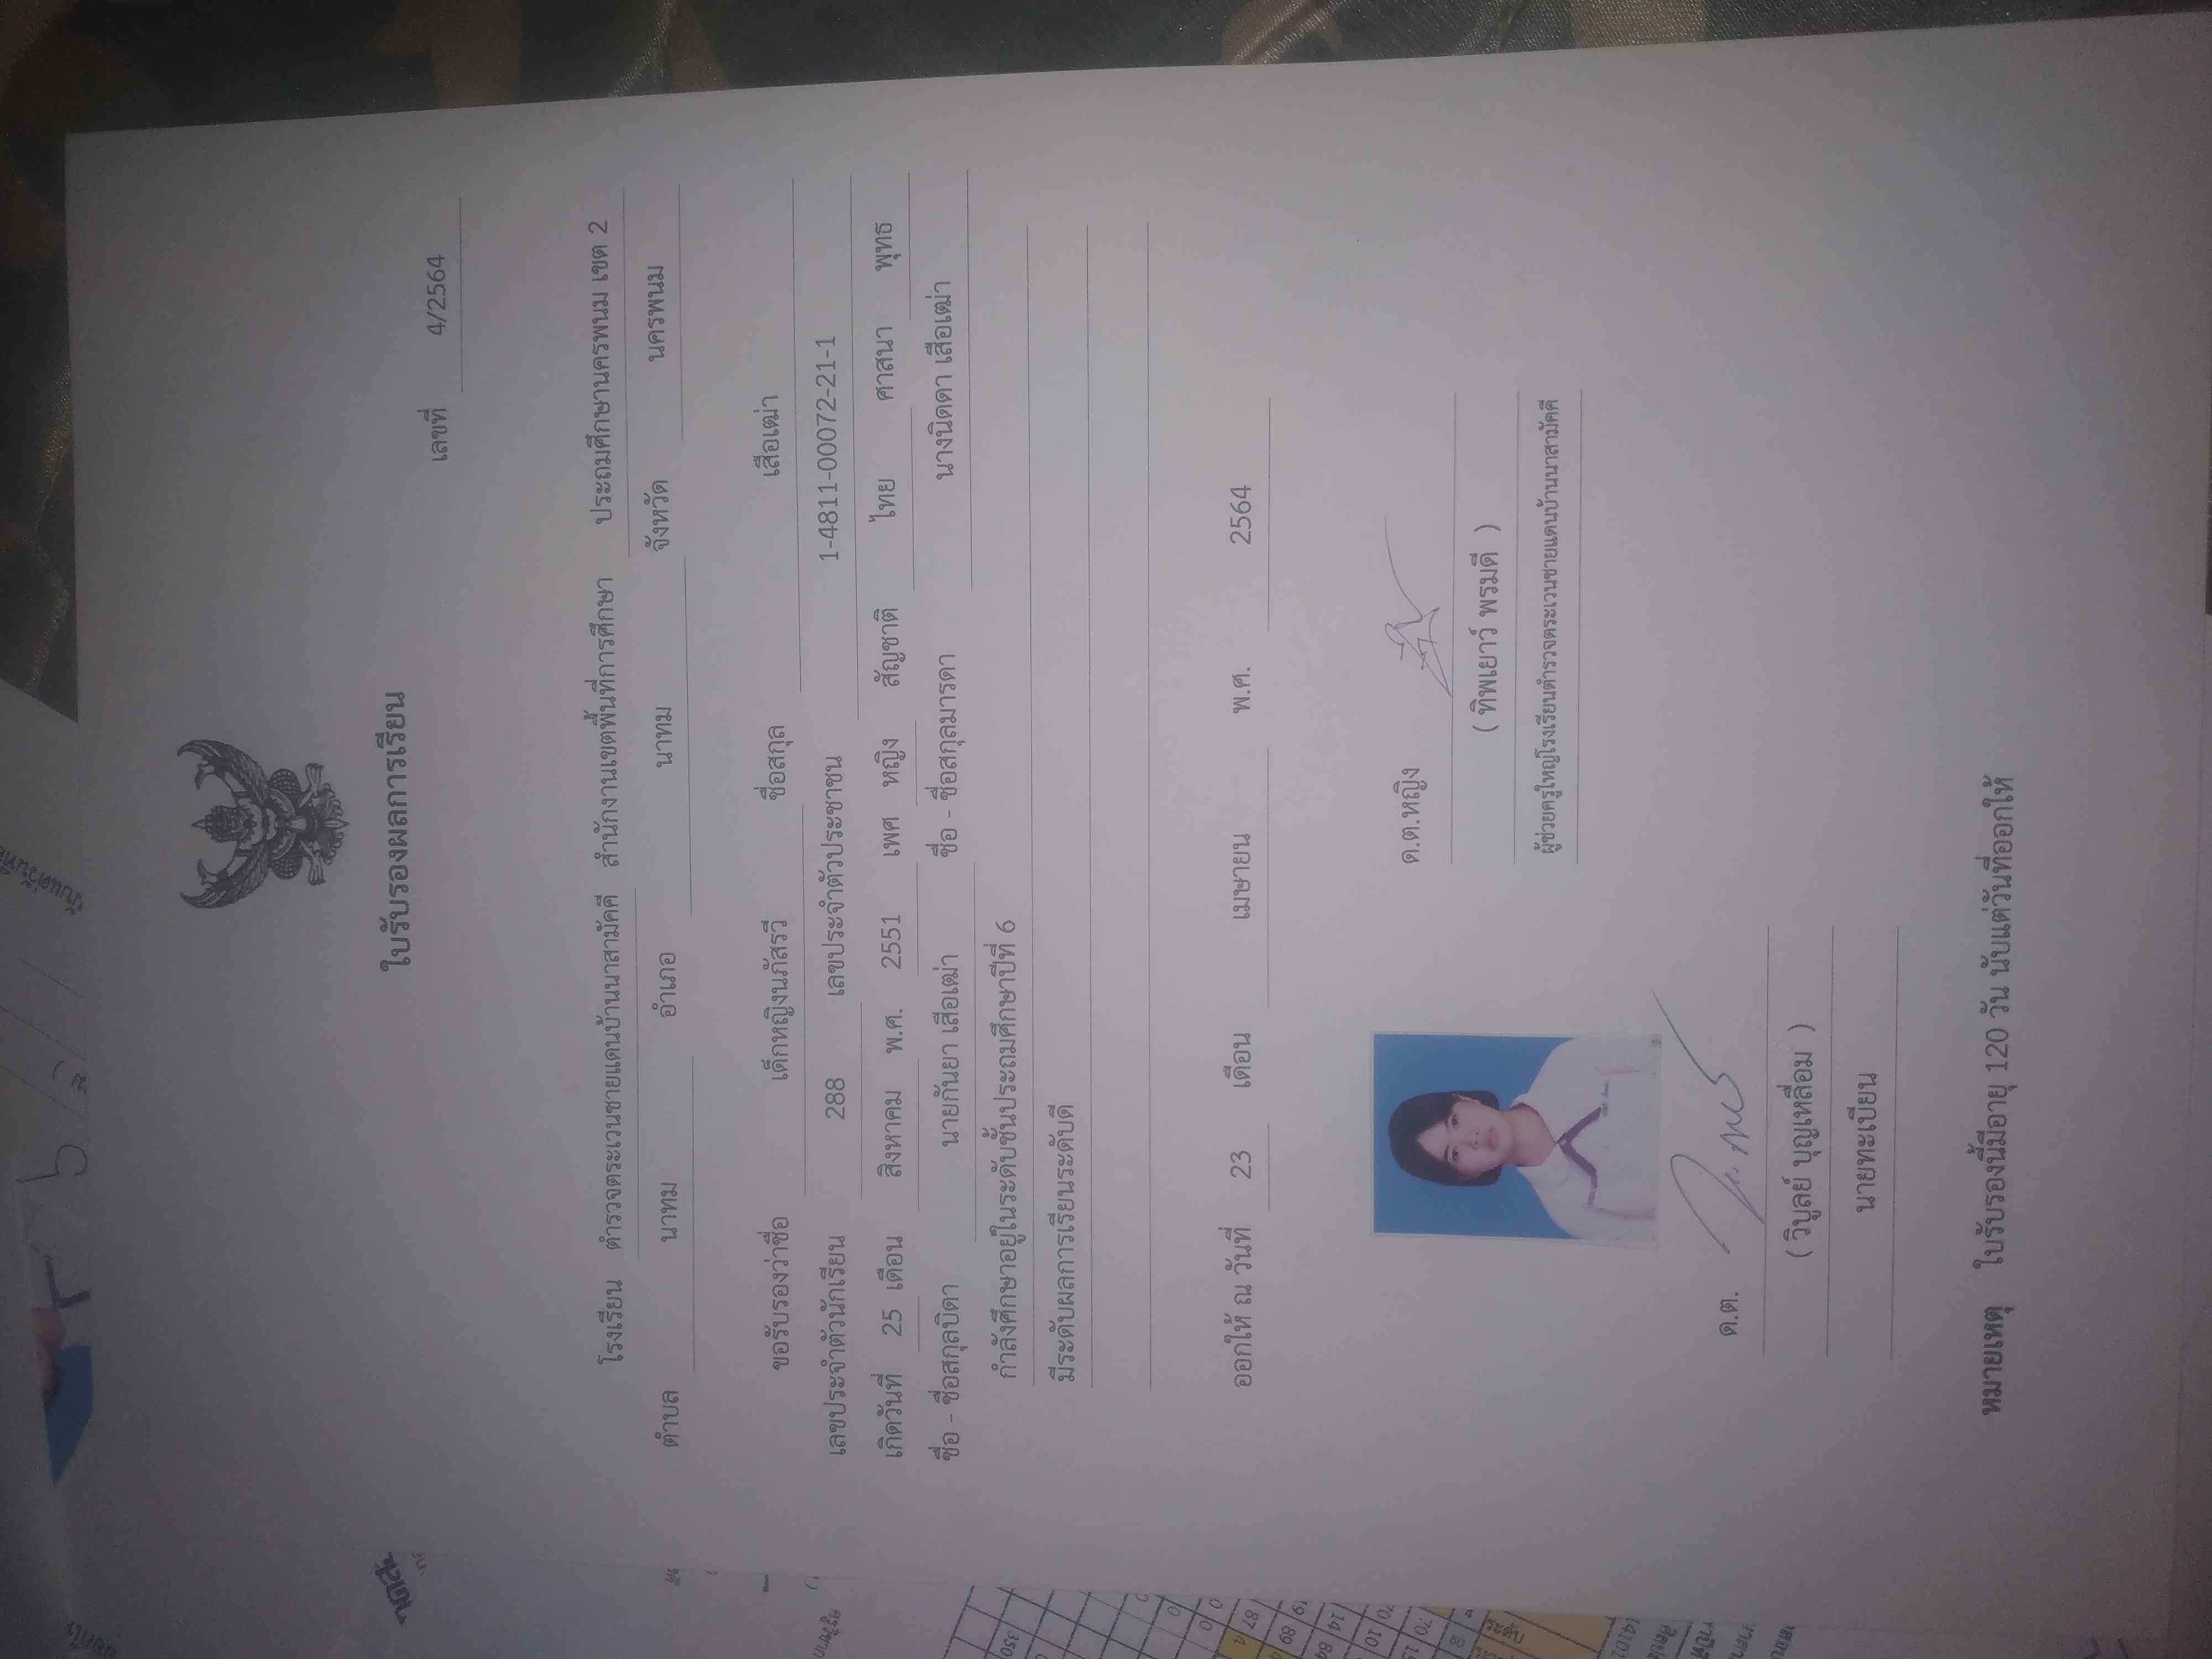 ใบรับรองผลการเรียน
เลขที่ 4/2564
โรงเรียน ตำรวจตระเวนชายแดนบ้านนาสามัคคี สำนักงานเขตพื้นที่การศึกษา ประถมศึกษานครพนม เขต 2
ตำบล นาทม อำเภอ นาทม จังหวัด นครพนม
ขอรับรองว่าชื่อ เด็กหญิงนภัสรวี ชื่อสกุล เสือเฒ่า
เลขประจำตัวนักเรียน 288 เลขประจำตัวประชาชน 1-4811-00072-21-1
เกิดวันที่ 25 เดือน สิงหาคม พ.ศ. 2551 เพศ หญิง สัญชาติ ไทย ศาสนา พุทธ
ชื่อ - ชื่อสกุลบิดา นายกันยา เสือเฒ่า ชื่อ - ชื่อสกุลมารดา นางนิดดา เสือเฒ่า
กำลังศึกษาอยู่ในระดับชั้นประถมศึกษาปีที่ 6
มีระดับผลการเรียนระดับดี
ออกให้ ณ วันที่ 23 เดือน เมษายน พ.ศ. 2564
ด.ต.หญิง
( ทิพเยาว์ พรมดี )
ผู้ช่วยครูใหญ่โรงเรียนตำรวจตระเวนชายแดนบ้านนาสามัคคี
ด.ต.
( วิบูลย์ บุญเหลื่อม )
นายทะเบียน
หมายเหตุ ใบรับรองนี้มีอายุ 120 วัน นับแต่วันที่ออกให้